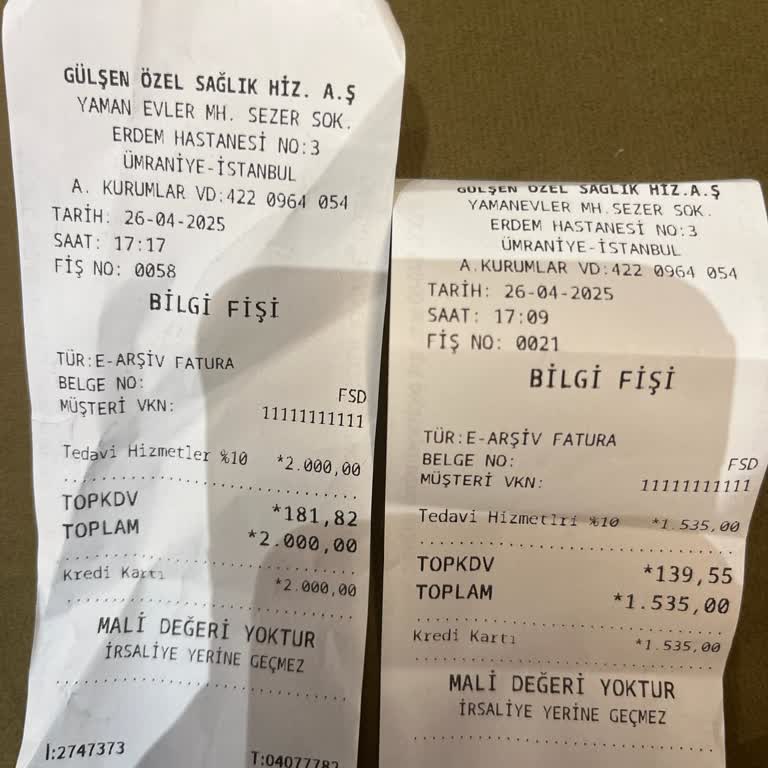 GÜLŞEN ÖZEL SAĞLIK HİZ. A.Ş
YAMAN EVLER MH. SEZER SOK.
ERDEM HASTANESİ NO:3
ÜMRANİYE-İSTANBUL
A. KURUMLAR VD:422 0964 054
TARİH: 26-04-2025
SAAT: 17:17
FİŞ NO: 0058
BİLGİ FİŞİ
TÜR:E-ARŞİV FATURA
BELGE NO: FSD
MÜŞTERİ VKN: 11111111111
Tedavi Hizmetler %10 *2.000,00
TOPKDV *181,82
TOPLAM *2.000,00
Kredi Kartı *2.000,00
MALİ DEĞERİ YOKTUR
İRSALİYE YERİNE GEÇMEZ
İ:2747373 T:04077782
GÜLŞEN ÖZEL SAĞLIK HİZ.A.Ş
YAMANEVLER MH.SEZER SOK.
ERDEM HASTANESİ NO:3
ÜMRANİYE-İSTANBUL
A.KURUMLAR VD:422 0964 054
TARİH: 26-04-2025
SAAT: 17:09
FİŞ NO: 0021
BİLGİ FİŞİ
TÜR:E-ARŞİV FATURA
BELGE NO: FSD
MÜŞTERİ VKN: 11111111111
Tedavi Hizmetlri %10 *1.535,00
TOPKDV *139,55
TOPLAM *1.535,00
Kredi Kartı *1.535,00
MALİ DEĞERİ YOKTUR
İRSALİYE YERİNE GEÇMEZ